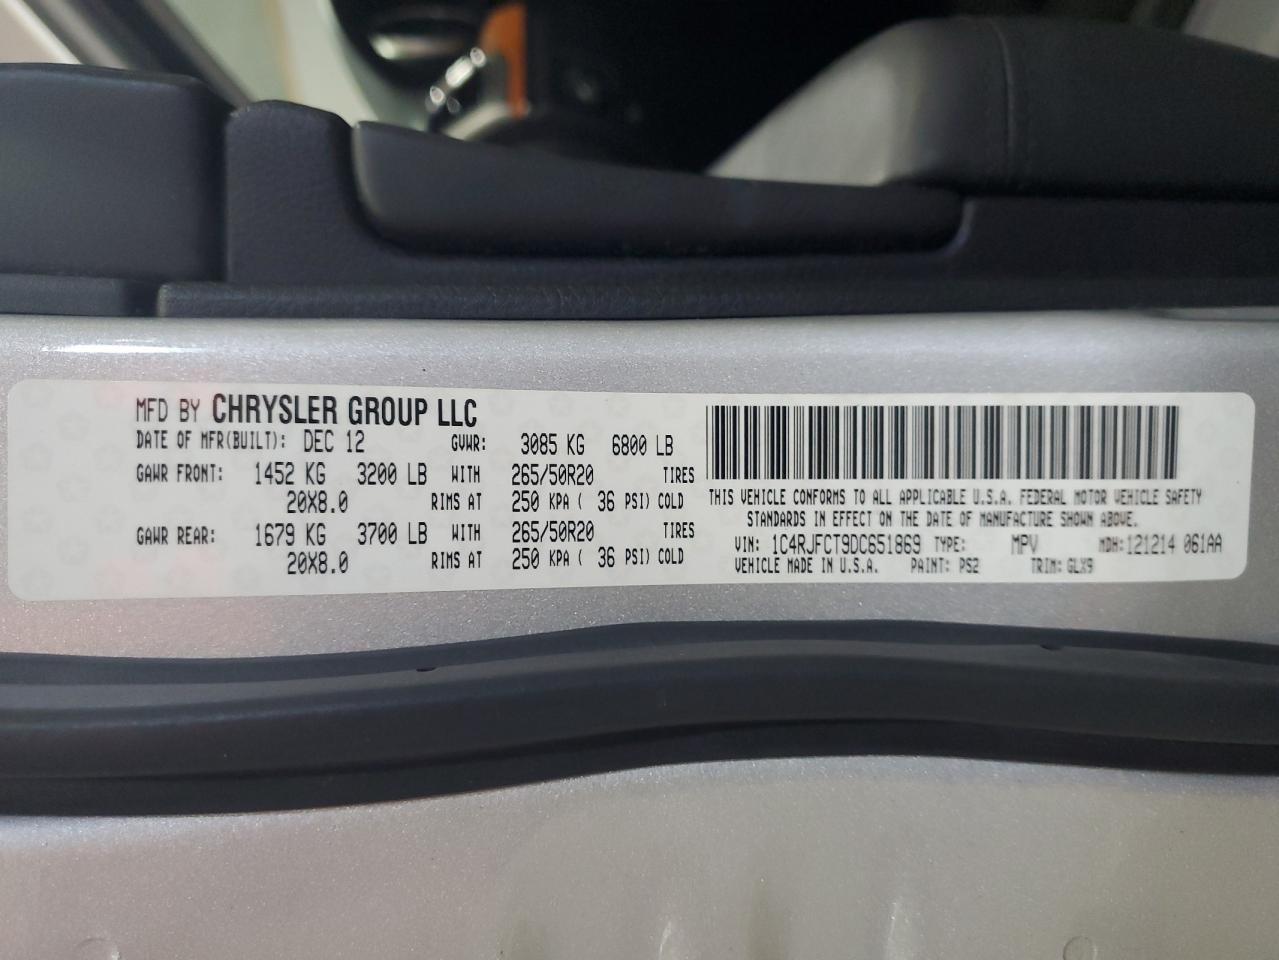 MFD BY CHRYSLER GROUP LLC
DATE OF MFR(BUILT): DEC 12 GVWR: 3085 KG 6800 LB
GAWR FRONT: 1452 KG 3200 LB WITH 265/50R20 TIRES
20X8.0 RIMS AT 250 KPA ( 36 PSI) COLD
GAWR REAR: 1679 KG 3700 LB WITH 265/50R20 TIRES
20X8.0 RIMS AT 250 KPA ( 36 PSI) COLD
THIS VEHICLE CONFORMS TO ALL APPLICABLE U.S.A. FEDERAL MOTOR VEHICLE SAFETY
STANDARDS IN EFFECT ON THE DATE OF MANUFACTURE SHOWN ABOVE.
VIN: 1C4RJFCT9DC651869 TYPE: MPV MDH:121214 061AA
VEHICLE MADE IN U.S.A. PAINT: PS2 TRIM: GLX9